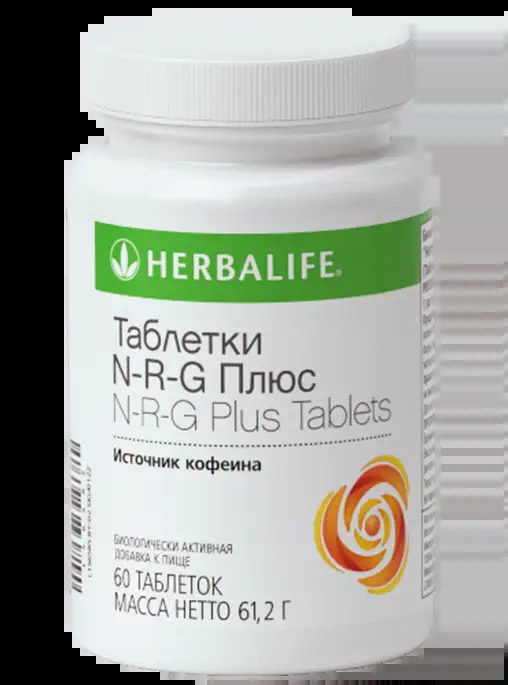 HERBALIFE®
Таблетки
N-R-G Плюс
N-R-G Plus Tablets
Источник кофеина
БИОЛОГИЧЕСКИ АКТИВНАЯ
ДОБАВКА К ПИЩЕ
60 ТАБЛЕТОК
МАССА НЕТТО 61,2 Г